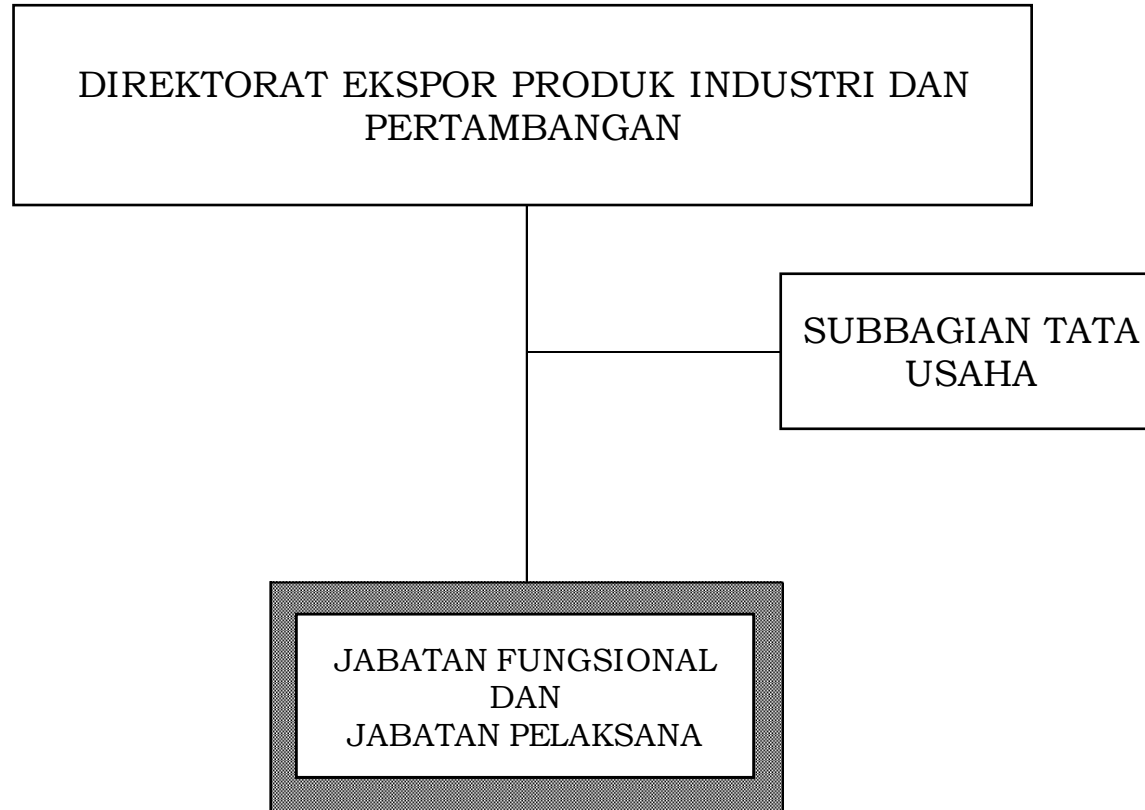 DIREKTORAT EKSPOR PRODUK INDUSTRI DAN
PERTAMBANGAN
SUBBAGIAN TATA
USAHA
JABATAN FUNGSIONAL
DAN
JABATAN PELAKSANA